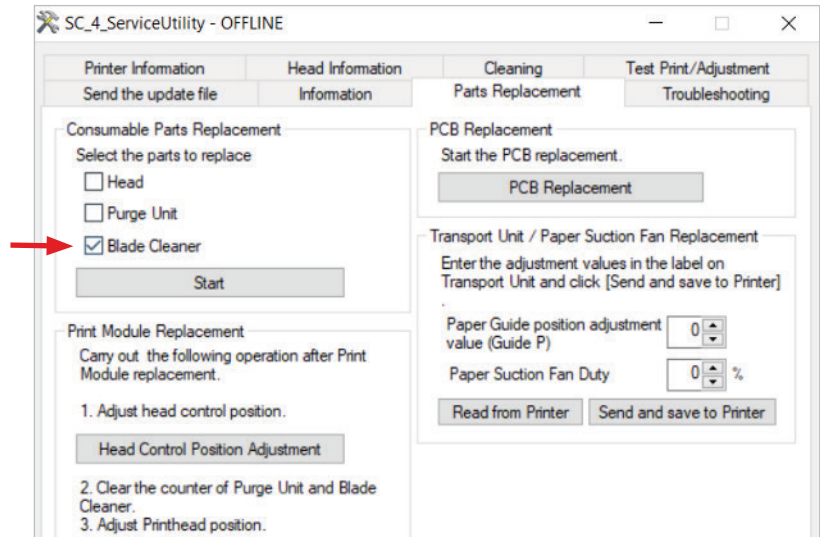 SC_4_ServiceUtility - OFFLINE
Printer Information
Head Information
Cleaning
Test Print/Adjustment
Send the update file
Information
Parts Replacement
Troubleshooting
Consumable Parts Replacement
Select the parts to replace
Head
Purge Unit
Blade Cleaner
Start
Print Module Replacement
Carry out the following operation after Print
Module replacement.
1. Adjust head control position.
Head Control Position Adjustment
2. Clear the counter of Purge Unit and Blade
Cleaner.
3. Adjust Printhead position.
PCB Replacement
Start the PCB replacement.
PCB Replacement
Transport Unit / Paper Suction Fan Replacement
Enter the adjustment values in the label on
Transport Unit and click [Send and save to Printer]
.
Paper Guide position adjustment
value (Guide P)
0
Paper Suction Fan Duty
0 %
Read from Printer
Send and save to Printer